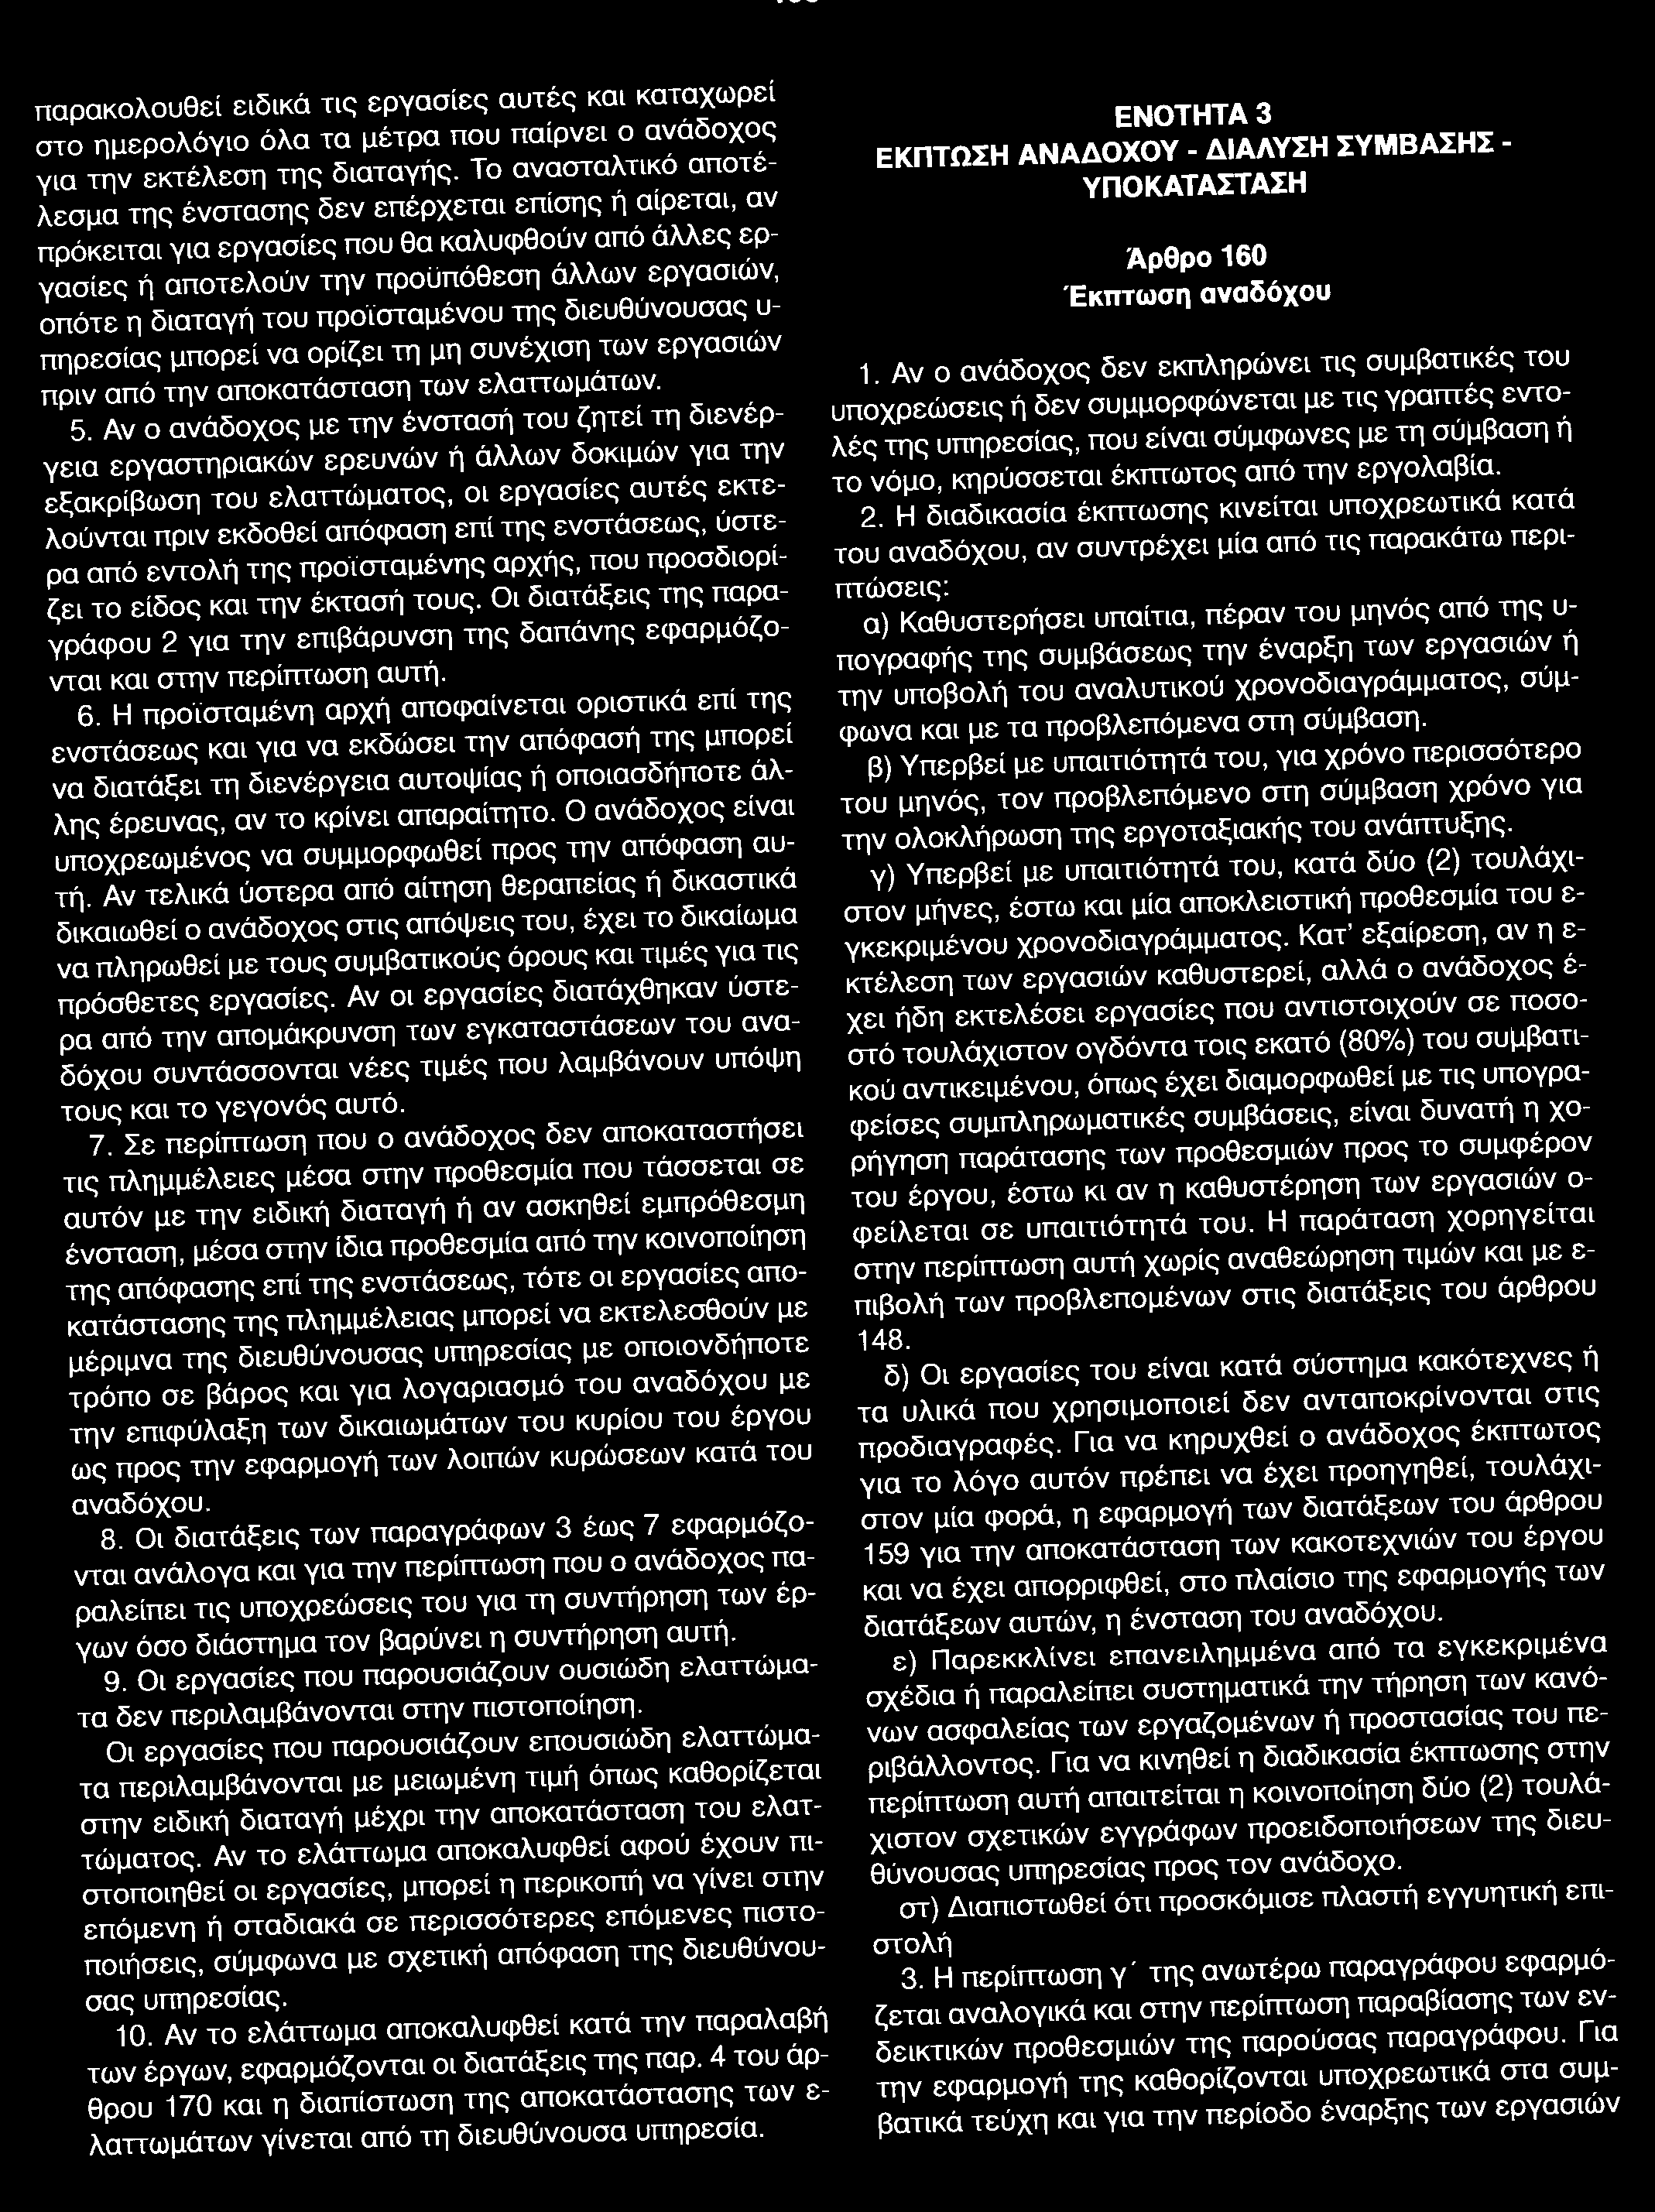 παρακολουθεί ειδικά τις εργασίες αυτές και καταχωρεί
στο ημερολόγιο όλα τα μέτρα που παίρνει ο ανάδοχος
για την εκτέλεση της διαταγής. Το ανασταλτικό αποτέ-
λεσμα της ένστασης δεν επέρχεται επίσης ή αίρεται, αν
πρόκειται για εργασίες που θα καλυφθούν από άλλες ερ-
γασίες ή αποτελούν την προϋπόθεση άλλων εργασιών,
οπότε η διαταγή του προϊσταμένου της διευθύνουσας υ-
πηρεσίας μπορεί να ορίζει τη μη συνέχιση των εργασιών
πριν από την αποκατάσταση των ελαττωμάτων.
5. Αν ο ανάδοχος με την ένστασή του ζητεί τη διενέρ-
γεια εργαστηριακών ερευνών ή άλλων δοκιμών για την
εξακρίβωση του ελαττώματος, οι εργασίες αυτές εκτε-
λούνται πριν εκδοθεί απόφαση επί της ενστάσεως, ύστε-
ρα από εντολή της προϊσταμένης αρχής, που προσδιορί-
ζει το είδος και την έκτασή τους. Οι διατάξεις της παρα-
γράφου 2 για την επιβάρυνση της δαπάνης εφαρμόζο-
νται και στην περίπτωση αυτή.
6. Η προϊσταμένη αρχή αποφαίνεται οριστικά επί της
ενστάσεως και για να εκδώσει την απόφασή της μπορεί
να διατάξει τη διενέργεια αυτοψίας ή οποιασδήποτε άλ-
λης έρευνας, αν το κρίνει απαραίτητο. Ο ανάδοχος είναι
υποχρεωμένος να συμμορφωθεί προς την απόφαση αυ-
τή. Αν τελικά ύστερα από αίτηση θεραπείας ή δικαστικά
δικαιωθεί ο ανάδοχος στις απόψεις του, έχει το δικαίωμα
να πληρωθεί με τους συμβατικούς όρους και τιμές για τις
πρόσθετες εργασίες. Αν οι εργασίες διατάχθηκαν ύστε-
ρα από την απομάκρυνση των εγκαταστάσεων του ανα-
δόχου συντάσσονται νέες τιμές που λαμβάνουν υπόψη
τους και το γεγονός αυτό.
7. Σε περίπτωση που ο ανάδοχος δεν αποκαταστήσει
τις πλημμέλειες μέσα στην προθεσμία που τάσσεται σε
αυτόν με την ειδική διαταγή ή αν ασκηθεί εμπρόθεσμη
ένσταση, μέσα στην ίδια προθεσμία από την κοινοποίηση
της απόφασης επί της ενστάσεως, τότε οι εργασίες απο-
κατάστασης της πλημμέλειας μπορεί να εκτελεσθούν με
μέριμνα της διευθύνουσας υπηρεσίας με οποιονδήποτε
τρόπο σε βάρος και για λογαριασμό του αναδόχου με
την επιφύλαξη των δικαιωμάτων του κυρίου του έργου
ως προς την εφαρμογή των λοιπών κυρώσεων κατά του
αναδόχου.
8. Οι διατάξεις των παραγράφων 3 έως 7 εφαρμόζο-
νται ανάλογα και για την περίπτωση που ο ανάδοχος πα-
ραλείπει τις υποχρεώσεις του για τη συντήρηση των έρ-
γων όσο διάστημα τον βαρύνει η συντήρηση αυτή.
9. Οι εργασίες που παρουσιάζουν ουσιώδη ελαττώμα-
τα δεν περιλαμβάνονται στην πιστοποίηση.
Οι εργασίες που παρουσιάζουν επουσιώδη ελαττώμα-
τα περιλαμβάνονται με μειωμένη τιμή όπως καθορίζεται
στην ειδική διαταγή μέχρι την αποκατάσταση του ελατ-
τώματος. Αν το ελάττωμα αποκαλυφθεί αφού έχουν πι-
στοποιηθεί οι εργασίες, μπορεί η περικοπή να γίνει στην
επόμενη ή σταδιακά σε περισσότερες επόμενες πιστο-
ποιήσεις, σύμφωνα με σχετική απόφαση της διευθύνου-
σας υπηρεσίας.
10. Αν το ελάττωμα αποκαλυφθεί κατά την παραλαβή
των έργων, εφαρμόζονται οι διατάξεις της παρ. 4 του άρ-
θρου 170 και η διαπίστωση της αποκατάστασης των ε-
λαττωμάτων γίνεται από τη διευθύνουσα υπηρεσία.
ΕΝΟΤΗΤΑ 3
ΕΚΠΤΩΣΗ ΑΝΑΔΟΧΟΥ - ΔΙΑΛΥΣΗ ΣΥΜΒΑΣΗΣ -
ΥΠΟΚΑΤΑΣΤΑΣΗ
Άρθρο 160
Έκπτωση αναδόχου
1. Αν ο ανάδοχος δεν εκπληρώνει τις συμβατικές του
υποχρεώσεις ή δεν συμμορφώνεται με τις γραπτές εντο-
λές της υπηρεσίας, που είναι σύμφωνες με τη σύμβαση ή
το νόμο, κηρύσσεται έκπτωτος από την εργολαβία.
2. Η διαδικασία έκπτωσης κινείται υποχρεωτικά κατά
του αναδόχου, αν συντρέχει μία από τις παρακάτω περι-
πτώσεις:
α) Καθυστερήσει υπαίτια, πέραν του μηνός από της υ-
πογραφής της συμβάσεως την έναρξη των εργασιών ή
την υποβολή του αναλυτικού χρονοδιαγράμματος, σύμ-
φωνα και με τα προβλεπόμενα στη σύμβαση.
β) Υπερβεί με υπαιτιότητά του, για χρόνο περισσότερο
του μηνός, τον προβλεπόμενο στη σύμβαση χρόνο για
την ολοκλήρωση της εργοταξιακής του ανάπτυξης.
γ) Υπερβεί με υπαιτιότητά του, κατά δύο (2) τουλάχι-
στον μήνες, έστω και μία αποκλειστική προθεσμία του ε-
γκεκριμένου χρονοδιαγράμματος. Κατ’ εξαίρεση, αν η ε-
κτέλεση των εργασιών καθυστερεί, αλλά ο ανάδοχος έ-
χει ήδη εκτελέσει εργασίες που αντιστοιχούν σε ποσο-
στό τουλάχιστον ογδόντα τοις εκατό (80%) του συμβατι-
κού αντικειμένου, όπως έχει διαμορφωθεί με τις υπογρα-
φείσες συμπληρωματικές συμβάσεις, είναι δυνατή η χο-
ρήγηση παράτασης των προθεσμιών προς το συμφέρον
του έργου, έστω κι αν η καθυστέρηση των εργασιών ο-
φείλεται σε υπαιτιότητά του. Η παράταση χορηγείται
στην περίπτωση αυτή χωρίς αναθεώρηση τιμών και με ε-
πιβολή των προβλεπομένων στις διατάξεις του άρθρου
148.
δ) Οι εργασίες του είναι κατά σύστημα κακότεχνες ή
τα υλικά που χρησιμοποιεί δεν ανταποκρίνονται στις
προδιαγραφές. Για να κηρυχθεί ο ανάδοχος έκπτωτος
για το λόγο αυτόν πρέπει να έχει προηγηθεί, τουλάχι-
στον μία φορά, η εφαρμογή των διατάξεων του άρθρου
159 για την αποκατάσταση των κακοτεχνιών του έργου
και να έχει απορριφθεί, στο πλαίσιο της εφαρμογής των
διατάξεων αυτών, η ένσταση του αναδόχου.
ε) Παρεκκλίνει επανειλημμένα από τα εγκεκριμένα
σχέδια ή παραλείπει συστηματικά την τήρηση των κανό-
νων ασφαλείας των εργαζομένων ή προστασίας του πε-
ριβάλλοντος. Για να κινηθεί η διαδικασία έκπτωσης στην
περίπτωση αυτή απαιτείται η κοινοποίηση δύο (2) τουλά-
χιστον σχετικών εγγράφων προειδοποιήσεων της διευ-
θύνουσας υπηρεσίας προς τον ανάδοχο.
στ) Διαπιστωθεί ότι προσκόμισε πλαστή εγγυητική επι-
στολή
3. Η περίπτωση γ΄ της ανωτέρω παραγράφου εφαρμό-
ζεται αναλογικά και στην περίπτωση παραβίασης των εν-
δεικτικών προθεσμιών της παρούσας παραγράφου. Για
την εφαρμογή της καθορίζονται υποχρεωτικά στα συμ-
βατικά τεύχη και για την περίοδο έναρξης των εργασιών